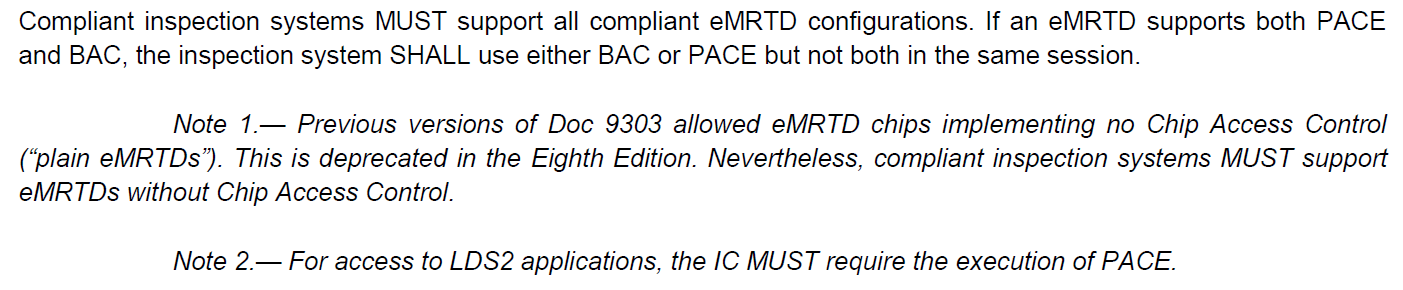 Compliant inspection systems MUST support all compliant eMRTD configurations. If an eMRTD supports both PACE
and BAC, the inspection system SHALL use either BAC or PACE but not both in the same session.
Note 1.— Previous versions of Doc 9303 allowed eMRTD chips implementing no Chip Access Control
(“plain eMRTDs”). This is deprecated in the Eighth Edition. Nevertheless, compliant inspection systems MUST support
eMRTDs without Chip Access Control.
Note 2.— For access to LDS2 applications, the IC MUST require the execution of PACE.